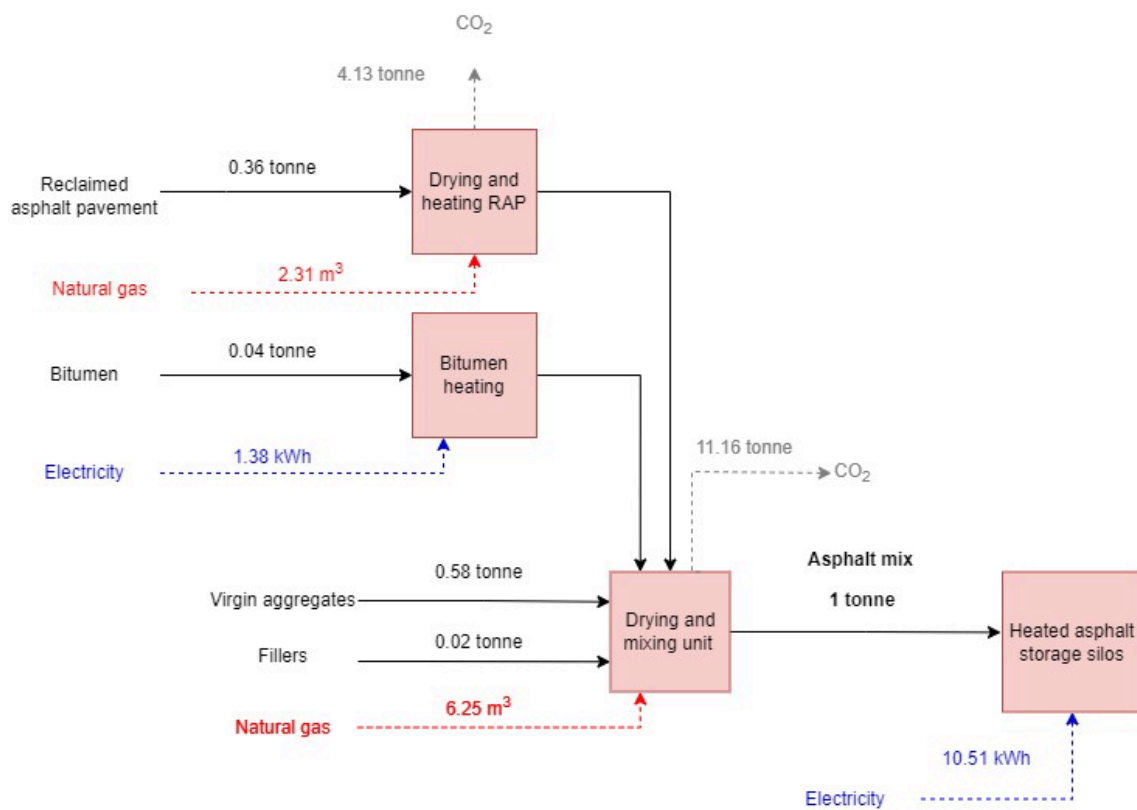 CO₂
4.13 tonne
0.36 tonne
Reclaimed
asphalt pavement
Drying and
heating RAP
Natural gas
2.31 m³
0.04 tonne
Bitumen
Bitumen
heating
Electricity
1.38 kWh
11.16 tonne
CO₂
0.58 tonne
Virgin aggregates
Fillers
0.02 tonne
Drying and
mixing unit
Asphalt mix
1 tonne
Heated asphalt
storage silos
Natural gas
6.25 m³
10.51 kWh
Electricity